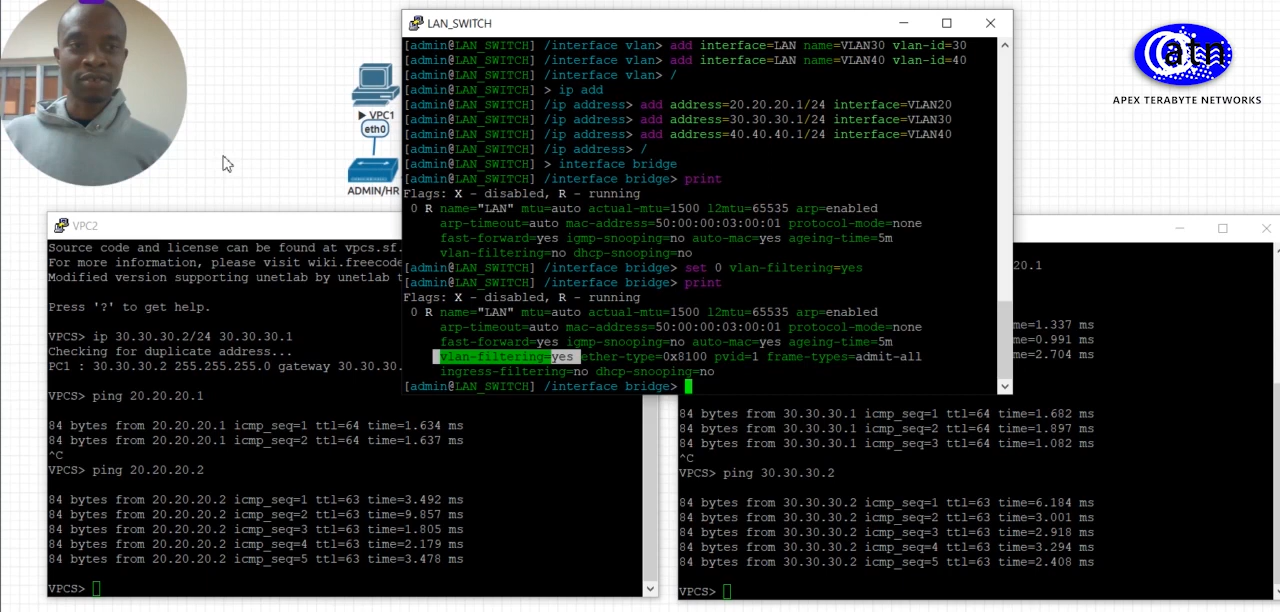 LAN_SWITCH
[admin@LAN_SWITCH] /interface vlan> add interface=LAN name=VLAN30 vlan-id=30
[admin@LAN_SWITCH] /interface vlan> add interface=LAN name=VLAN40 vlan-id=40
[admin@LAN_SWITCH] /interface vlan> /
[admin@LAN_SWITCH] > ip add
[admin@LAN_SWITCH] /ip address> add address=20.20.20.1/24 interface=VLAN20
[admin@LAN_SWITCH] /ip address> add address=30.30.30.1/24 interface=VLAN30
[admin@LAN_SWITCH] /ip address> add address=40.40.40.1/24 interface=VLAN40
[admin@LAN_SWITCH] /ip address> /
[admin@LAN_SWITCH] > interface bridge
[admin@LAN_SWITCH] /interface bridge> print
Flags: X - disabled, R - running
0 R name="LAN" mtu=auto actual-mtu=1500 l2mtu=65535 arp=enabled
arp-timeout=auto mac-address=50:00:00:03:00:01 protocol-mode=none
fast-forward=yes igmp-snooping=no auto-mac=yes ageing-time=5m
vlan-filtering=no dhcp-snooping=no
[admin@LAN_SWITCH] /interface bridge> set 0 vlan-filtering=yes
[admin@LAN_SWITCH] /interface bridge> print
Flags: X - disabled, R - running
0 R name="LAN" mtu=auto actual-mtu=1500 l2mtu=65535 arp=enabled
arp-timeout=auto mac-address=50:00:00:03:00:01 protocol-mode=none
fast-forward=yes igmp-snooping=no auto-mac=yes ageing-time=5m
vlan-filtering=yes ether-type=0x8100 pvid=1 frame-types=admit-all
ingress-filtering=no dhcp-snooping=no
[admin@LAN_SWITCH] /interface bridge>
atn
APEX TERABYTE NETWORKS
VPC1
eth0
ADMIN/HR
VPC2
Source code and license can be found at vpcs.sf.
For more information, please visit wiki.freecode
Modified version supporting unetlab by unetlab t
Press '?' to get help.
VPCS> ip 30.30.30.2/24 30.30.30.1
Checking for duplicate address...
PC1 : 30.30.30.2 255.255.255.0 gateway 30.30.30.
VPCS> ping 20.20.20.1
84 bytes from 20.20.20.1 icmp_seq=1 ttl=64 time=1.634 ms
84 bytes from 20.20.20.1 icmp_seq=2 ttl=64 time=1.637 ms
^C
VPCS> ping 20.20.20.2
84 bytes from 20.20.20.2 icmp_seq=1 ttl=63 time=3.492 ms
84 bytes from 20.20.20.2 icmp_seq=2 ttl=63 time=9.857 ms
84 bytes from 20.20.20.2 icmp_seq=3 ttl=63 time=1.805 ms
84 bytes from 20.20.20.2 icmp_seq=4 ttl=63 time=2.179 ms
84 bytes from 20.20.20.2 icmp_seq=5 ttl=63 time=3.478 ms
VPCS>
20.1
me=1.337 ms
me=0.991 ms
me=2.704 ms
84 bytes from 30.30.30.1 icmp_seq=1 ttl=64 time=1.682 ms
84 bytes from 30.30.30.1 icmp_seq=2 ttl=64 time=1.897 ms
84 bytes from 30.30.30.1 icmp_seq=3 ttl=64 time=1.082 ms
^C
VPCS> ping 30.30.30.2
84 bytes from 30.30.30.2 icmp_seq=1 ttl=63 time=6.184 ms
84 bytes from 30.30.30.2 icmp_seq=2 ttl=63 time=3.001 ms
84 bytes from 30.30.30.2 icmp_seq=3 ttl=63 time=2.918 ms
84 bytes from 30.30.30.2 icmp_seq=4 ttl=63 time=3.294 ms
84 bytes from 30.30.30.2 icmp_seq=5 ttl=63 time=2.408 ms
VPCS>